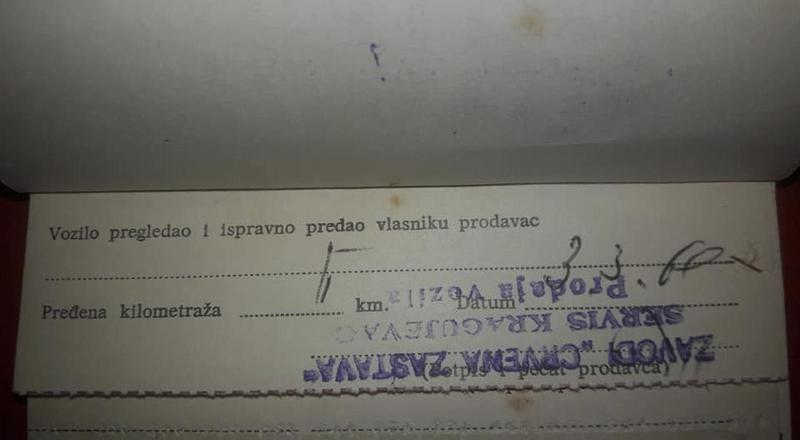 Vozilo pregledao i ispravno predao vlasniku prodavac
Pređena kilometraža km. Datum
Prodaja Vozila
SERVIS KRAGUJEVAC
ZAVODI „CRVENA ZASTAVA"
(Potpis i pečat prodavca)